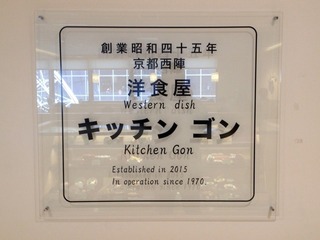 創業昭和四十五年
京都西陣
洋食屋
Western dish
キッチン ゴン
Kitchen Gon
Established in 2015
In operation since 1970.